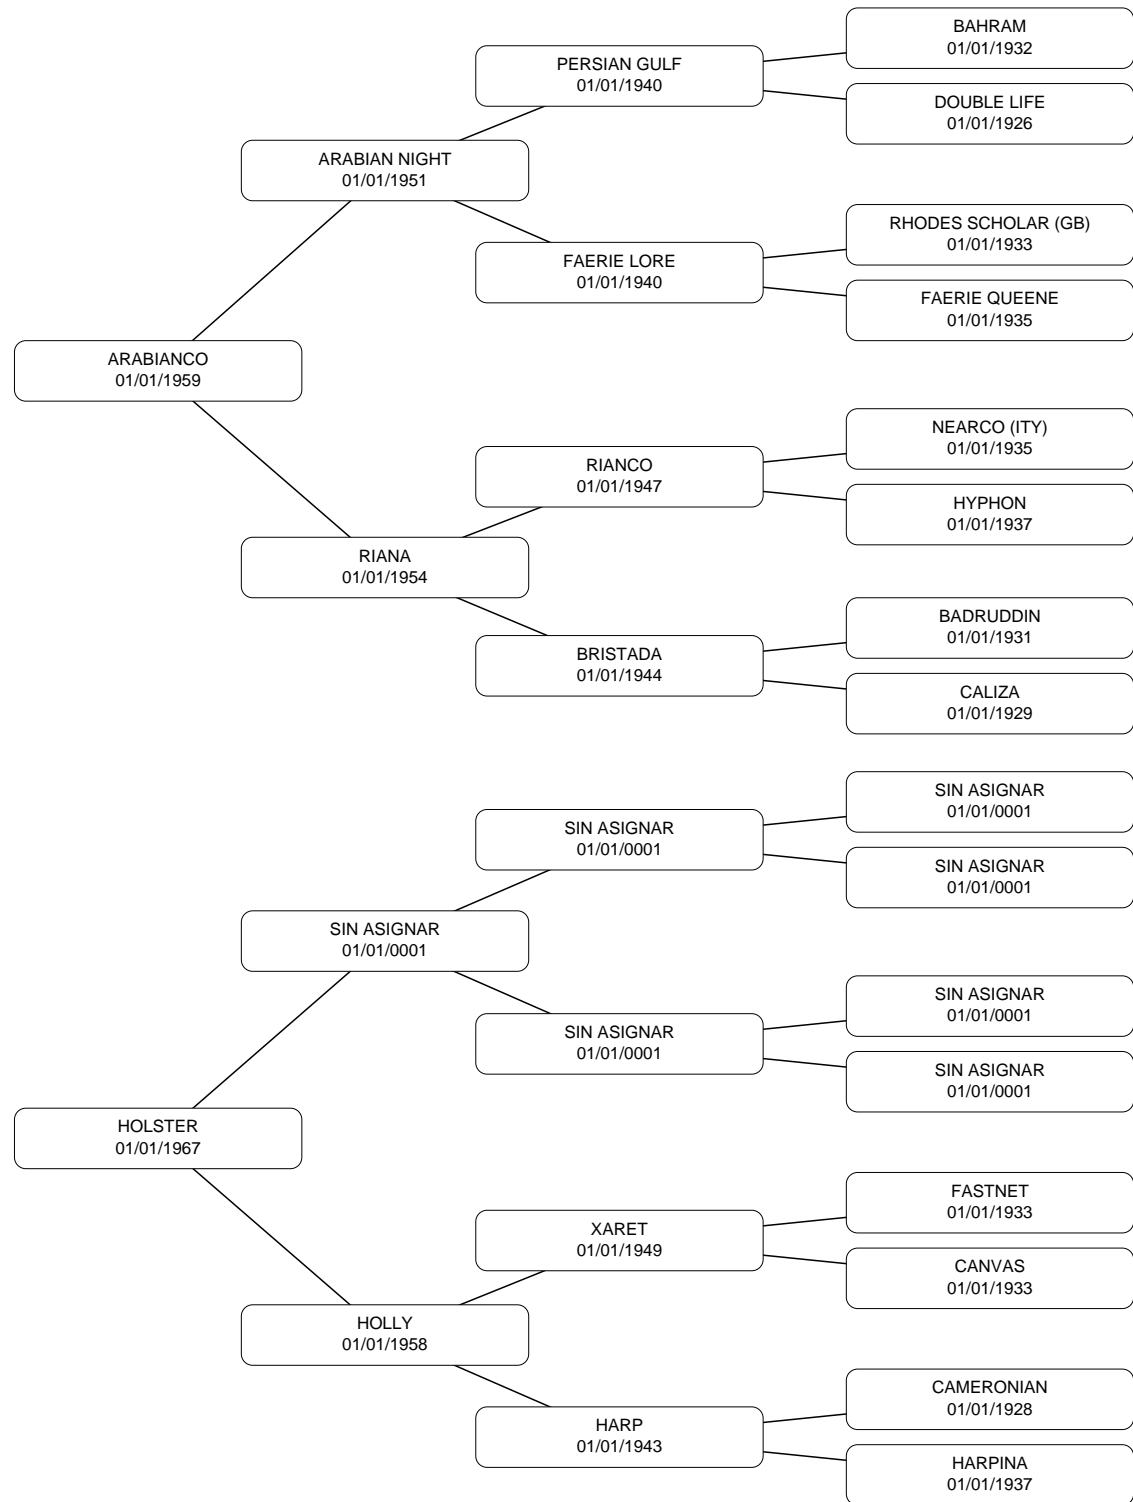 BAHRAM
01/01/1932
PERSIAN GULF
01/01/1940
DOUBLE LIFE
01/01/1926
ARABIAN NIGHT
01/01/1951
RHODES SCHOLAR (GB)
01/01/1933
FAERIE LORE
01/01/1940
FAERIE QUEENE
01/01/1935
ARABIANCO
01/01/1959
NEARCO (ITY)
01/01/1935
RIANCO
01/01/1947
HYPHON
01/01/1937
RIANA
01/01/1954
BADRUDDIN
01/01/1931
BRISTADA
01/01/1944
CALIZA
01/01/1929
SIN ASIGNAR
01/01/0001
SIN ASIGNAR
01/01/0001
SIN ASIGNAR
01/01/0001
SIN ASIGNAR
01/01/0001
SIN ASIGNAR
01/01/0001
SIN ASIGNAR
01/01/0001
SIN ASIGNAR
01/01/0001
HOLSTER
01/01/1967
FASTNET
01/01/1933
XARET
01/01/1949
CANVAS
01/01/1933
HOLLY
01/01/1958
CAMERONIAN
01/01/1928
HARP
01/01/1943
HARPINA
01/01/1937